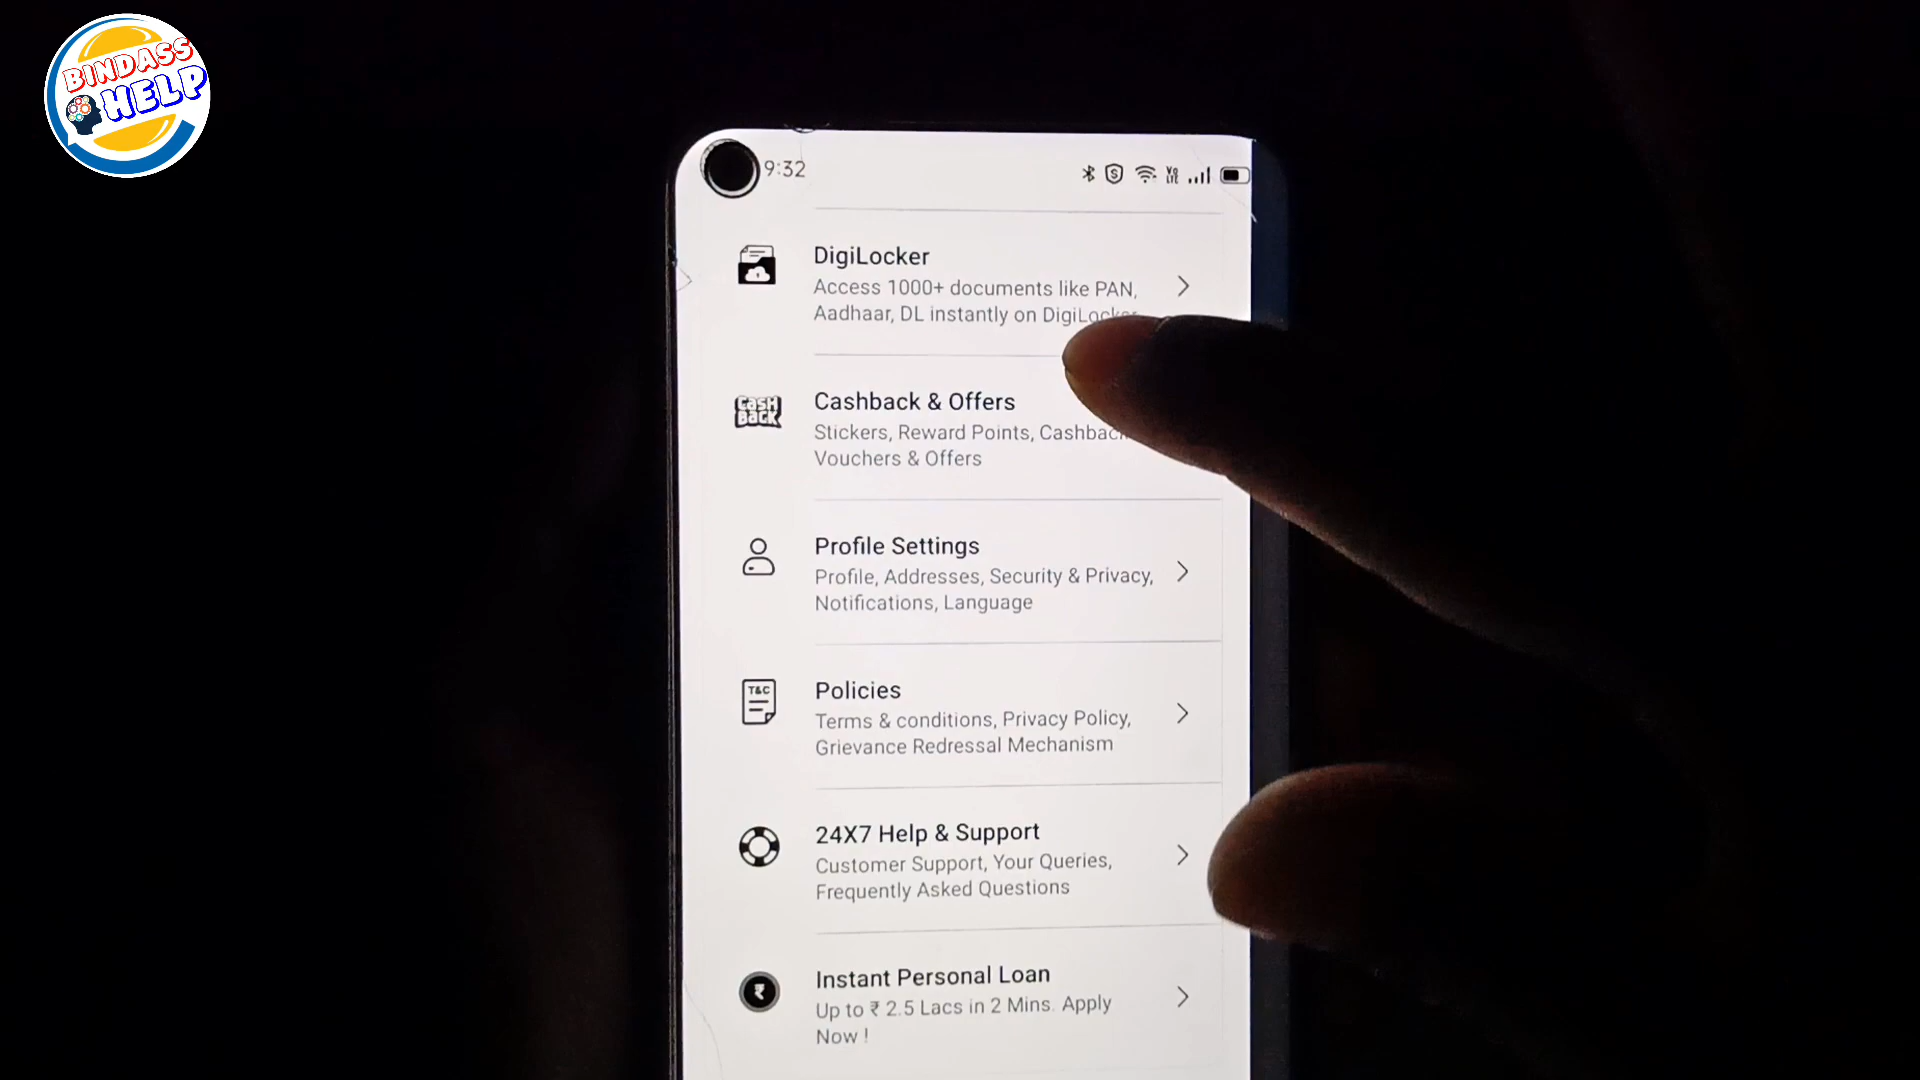 BINDASS
HELP
9:32
DigiLocker
Access 1000+ documents like PAN,
Aadhaar, DL instantly on DigiLocker
CASH
BACK
Cashback & Offers
Stickers, Reward Points, Cashback
Vouchers & Offers
Profile Settings
Profile, Addresses, Security & Privacy,
Notifications, Language
T&C
Policies
Terms & conditions, Privacy Policy,
Grievance Redressal Mechanism
24X7 Help & Support
Customer Support, Your Queries,
Frequently Asked Questions
₹
Instant Personal Loan
Up to ₹ 2.5 Lacs in 2 Mins. Apply
Now !